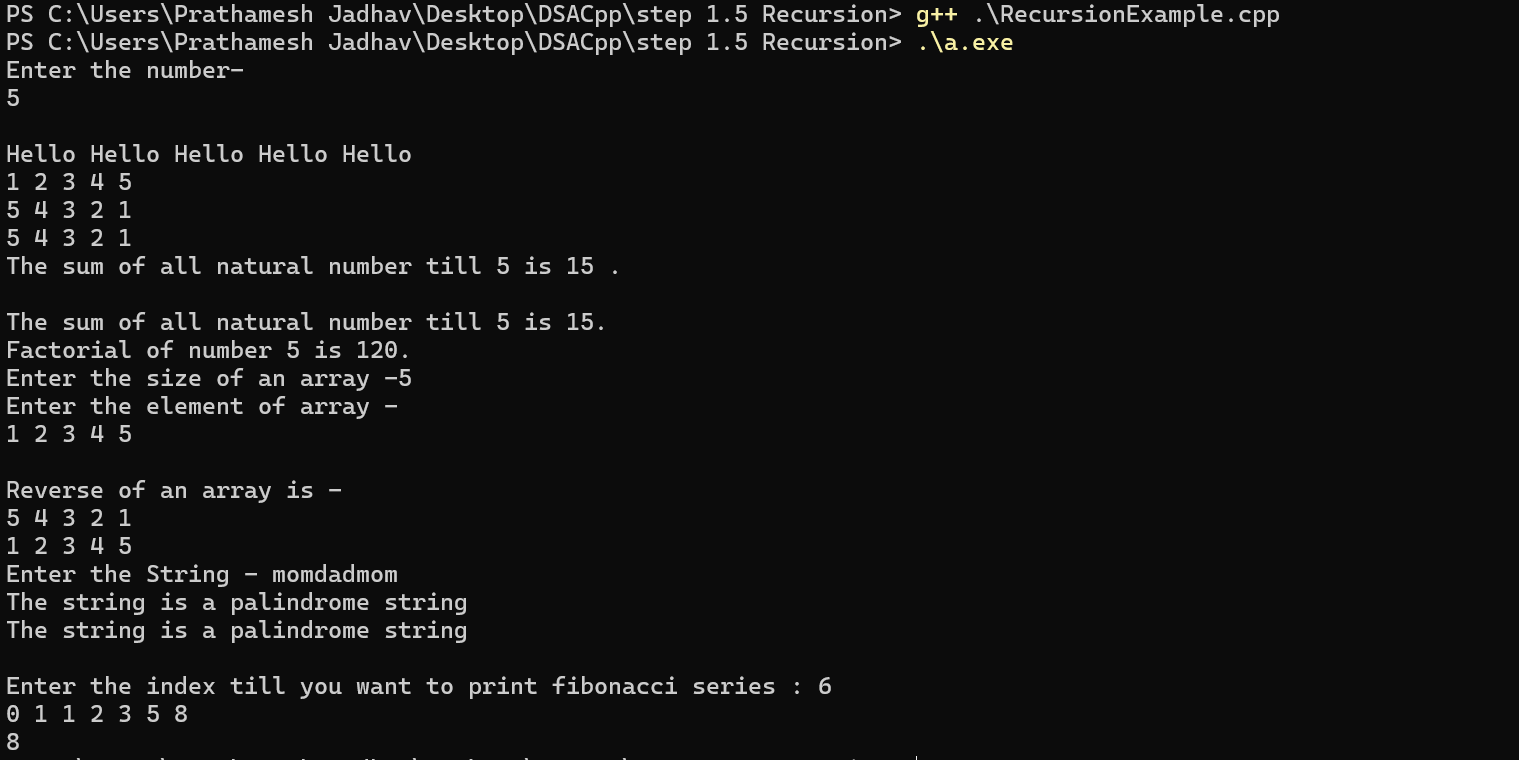 PS C:\Users\Prathamesh Jadhav\Desktop\DSACpp\step 1.5 Recursion> g++ .\RecursionExample.cpp
PS C:\Users\Prathamesh Jadhav\Desktop\DSACpp\step 1.5 Recursion> .\a.exe
Enter the number-
5
Hello Hello Hello Hello Hello
1 2 3 4 5
5 4 3 2 1
5 4 3 2 1
The sum of all natural number till 5 is 15 .
The sum of all natural number till 5 is 15.
Factorial of number 5 is 120.
Enter the size of an array -5
Enter the element of array -
1 2 3 4 5
Reverse of an array is -
5 4 3 2 1
1 2 3 4 5
Enter the String - momdadmom
The string is a palindrome string
The string is a palindrome string
Enter the index till you want to print fibonacci series : 6
0 1 1 2 3 5 8
8